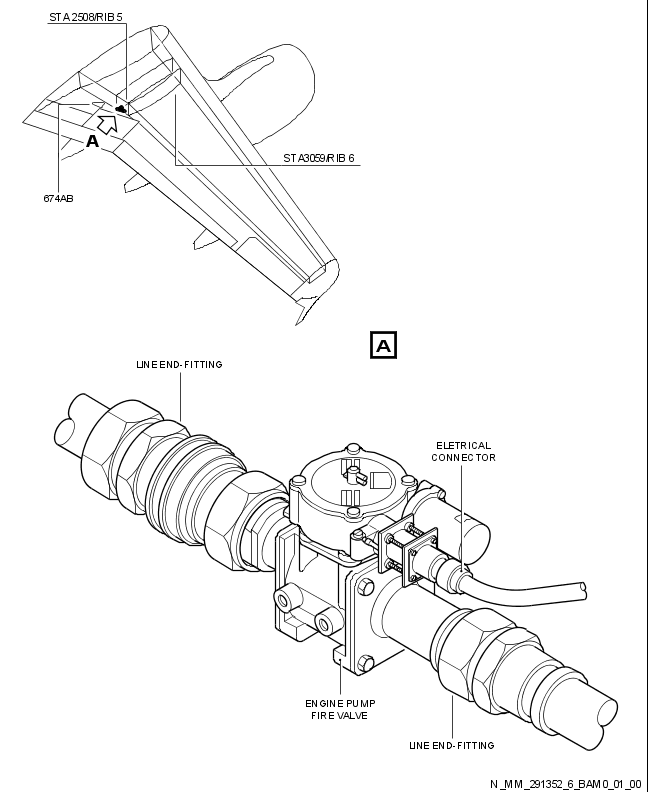 STA 2508/RIB 5
A
STA3059/RIB 6
674AB
A
LINE END-FITTING
ELETRICAL
CONNECTOR
ENGINE PUMP
FIRE VALVE
LINE END-FITTING
N_MM_291352_6_BAM0_01_00